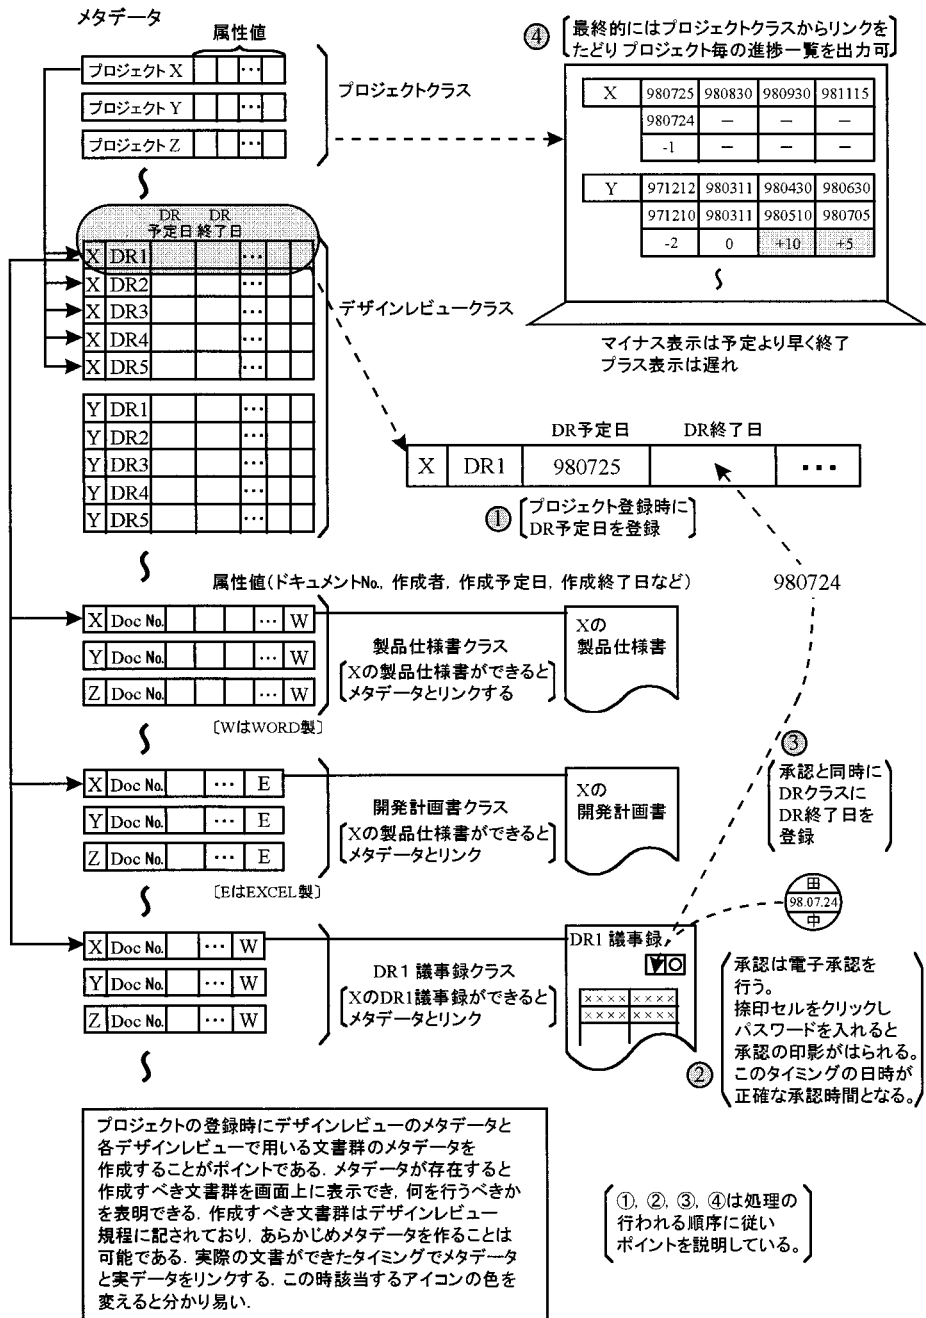 メタデータ
属性値
プロジェクトX …
プロジェクトY …
プロジェクトZ …
プロジェクトクラス
④ 最終的にはプロジェクトクラスからリンクを
たどりプロジェクト毎の進捗一覧を出力可
X 980725 980830 980930 981115
980724 － － －
-1 － － －
Y 971212 980311 980430 980630
971210 980311 980510 980705
-2 0 +10 +5
マイナス表示は予定より早く終了
プラス表示は遅れ
DR DR
予定日 終了日
X DR1 …
X DR2
X DR3
X DR4
X DR5 …
デザインレビュークラス
Y DR1 …
Y DR2
Y DR3
Y DR4
Y DR5 …
DR予定日 DR終了日
X DR1 980725 …
① プロジェクト登録時に
DR予定日を登録
980724
属性値(ドキュメントNo., 作成者, 作成予定日, 作成終了日など)
X Doc No. … W
Y Doc No. … W
Z Doc No. … W
〔WはWORD製〕
製品仕様書クラス
Xの製品仕様書ができると
メタデータとリンクする
Xの
製品仕様書
X Doc No. … E
Y Doc No. … E
Z Doc No. … E
〔EはEXCEL製〕
開発計画書クラス
Xの製品仕様書ができると
メタデータとリンク
Xの
開発計画書
③
承認と同時に
DRクラスに
DR終了日を
登録
田
98.07.24
中
X Doc No. … W
Y Doc No. … W
Z Doc No. … W
DR1 議事録クラス
XのDR1議事録ができると
メタデータとリンク
DR1 議事録
×××× ××××
×××× ××××
②
承認は電子承認を
行う。
捺印セルをクリックし
パスワードを入れると
承認の印影がはられる。
このタイミングの日時が
正確な承認時間となる。
プロジェクトの登録時にデザインレビューのメタデータと
各デザインレビューで用いる文書群のメタデータを
作成することがポイントである. メタデータが存在すると
作成すべき文書群を画面上に表示でき, 何を行うべきか
を表明できる. 作成すべき文書群はデザインレビュー
規程に記されており, あらかじめメタデータを作ることは
可能である. 実際の文書ができたタイミングでメタデータ
と実データをリンクする. この時該当するアイコンの色を
変えると分かり易い.
①, ②, ③, ④は処理の
行われる順序に従い
ポイントを説明している。